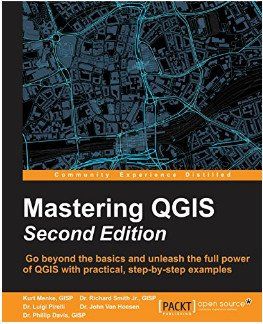 Community Experience Distilled
Mastering QGIS
Second Edition
Go beyond the basics and unleash the full power
of QGIS with practical, step-by-step examples
Kurt Menke, GISP Dr. Richard Smith Jr., GISP
Dr. Luigi Pirelli Dr. John Van Hoesen
Dr. Phillip Davis, GISP
PACKT open source
PUBLISHING